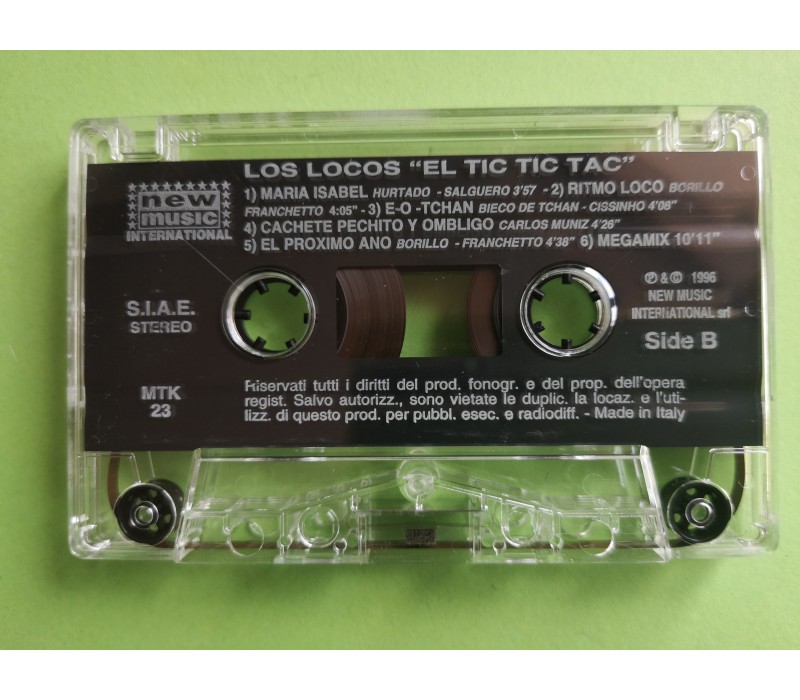 LOS LOCOS "EL TIC TIC TAC"
new
music
INTERNATIONAL
1) MARIA ISABEL HURTADO - SALGUERO 3'57 - 2) RITMO LOCO BORILLO
FRANCHETTO 4:05" - 3) E-O -TCHAN BIECO DE TCHAN - CISSINHO 4'06"
4) CACHETE PECHITO Y OMBLIGO CARLOS MUNIZ 4'26"
5) EL PROXIMO ANO BORILLO - FRANCHETTO 4'38" 6) MEGAMIX 10'11"
S.I.A.E.
STEREO
℗ & © 1996
NEW MUSIC
INTERNATIONAL srl
Side B
MTK
23
Riservati tutti i diritti del prod. fonogr. e del prop. dell'opera
regist. Salvo autorizz., sono vietate le duplic. la locaz. e l'uti-
lizz. di questo prod. per pubbl. esec. e radiodiff. - Made in Italy